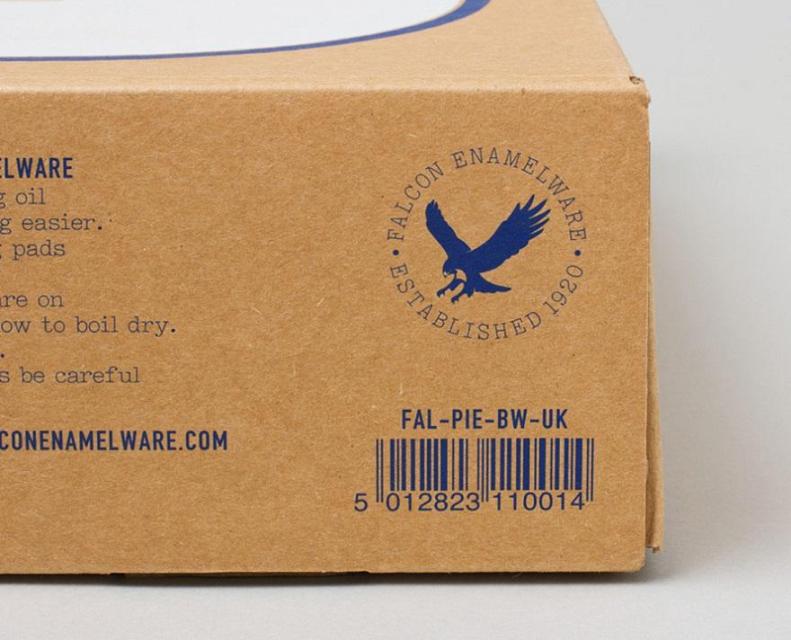 ELWARE
g oil
g easier.
g pads
are on
ow to boil dry.
.
s be careful
CONENAMELWARE.COM
• FALCON ENAMELWARE •
ESTABLISHED 1920
FAL-PIE-BW-UK
5 012823 110014